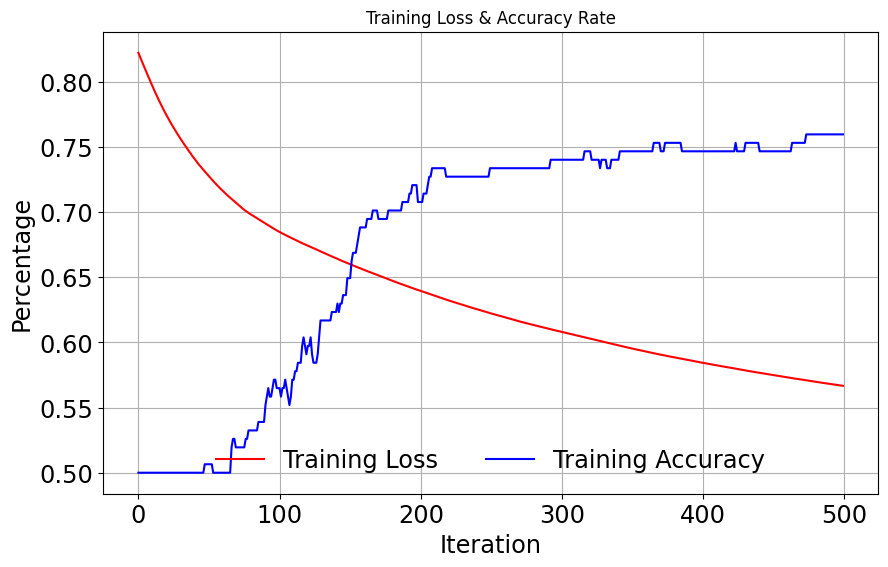 Training Loss & Accuracy Rate
Percentage
0.80
0.75
0.70
0.65
0.60
0.55
0.50
Training Loss
Training Accuracy
0
100
200
300
400
500
Iteration